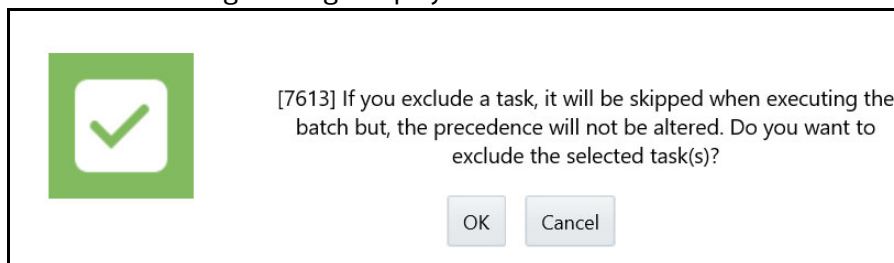 [7613] If you exclude a task, it will be skipped when executing the
batch but, the precedence will not be altered. Do you want to
exclude the selected task(s)?
OK Cancel